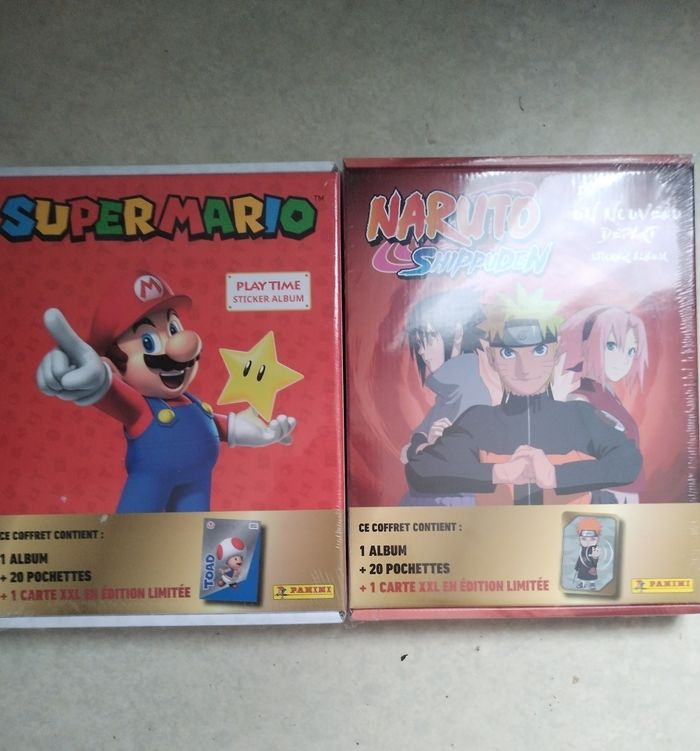 SUPER MARIO™
PLAY TIME
STICKER ALBUM
M
CE COFFRET CONTIENT :
1 ALBUM
+ 20 POCHETTES
+ 1 CARTE XXL EN ÉDITION LIMITÉE
TOAD
PANINI
NARUTO
SHIPPUDEN
UN NOUVEAU
DÉPART
STICKER ALBUM
CE COFFRET CONTIENT :
1 ALBUM
+ 20 POCHETTES
+ 1 CARTE XXL EN ÉDITION LIMITÉE
PANINI